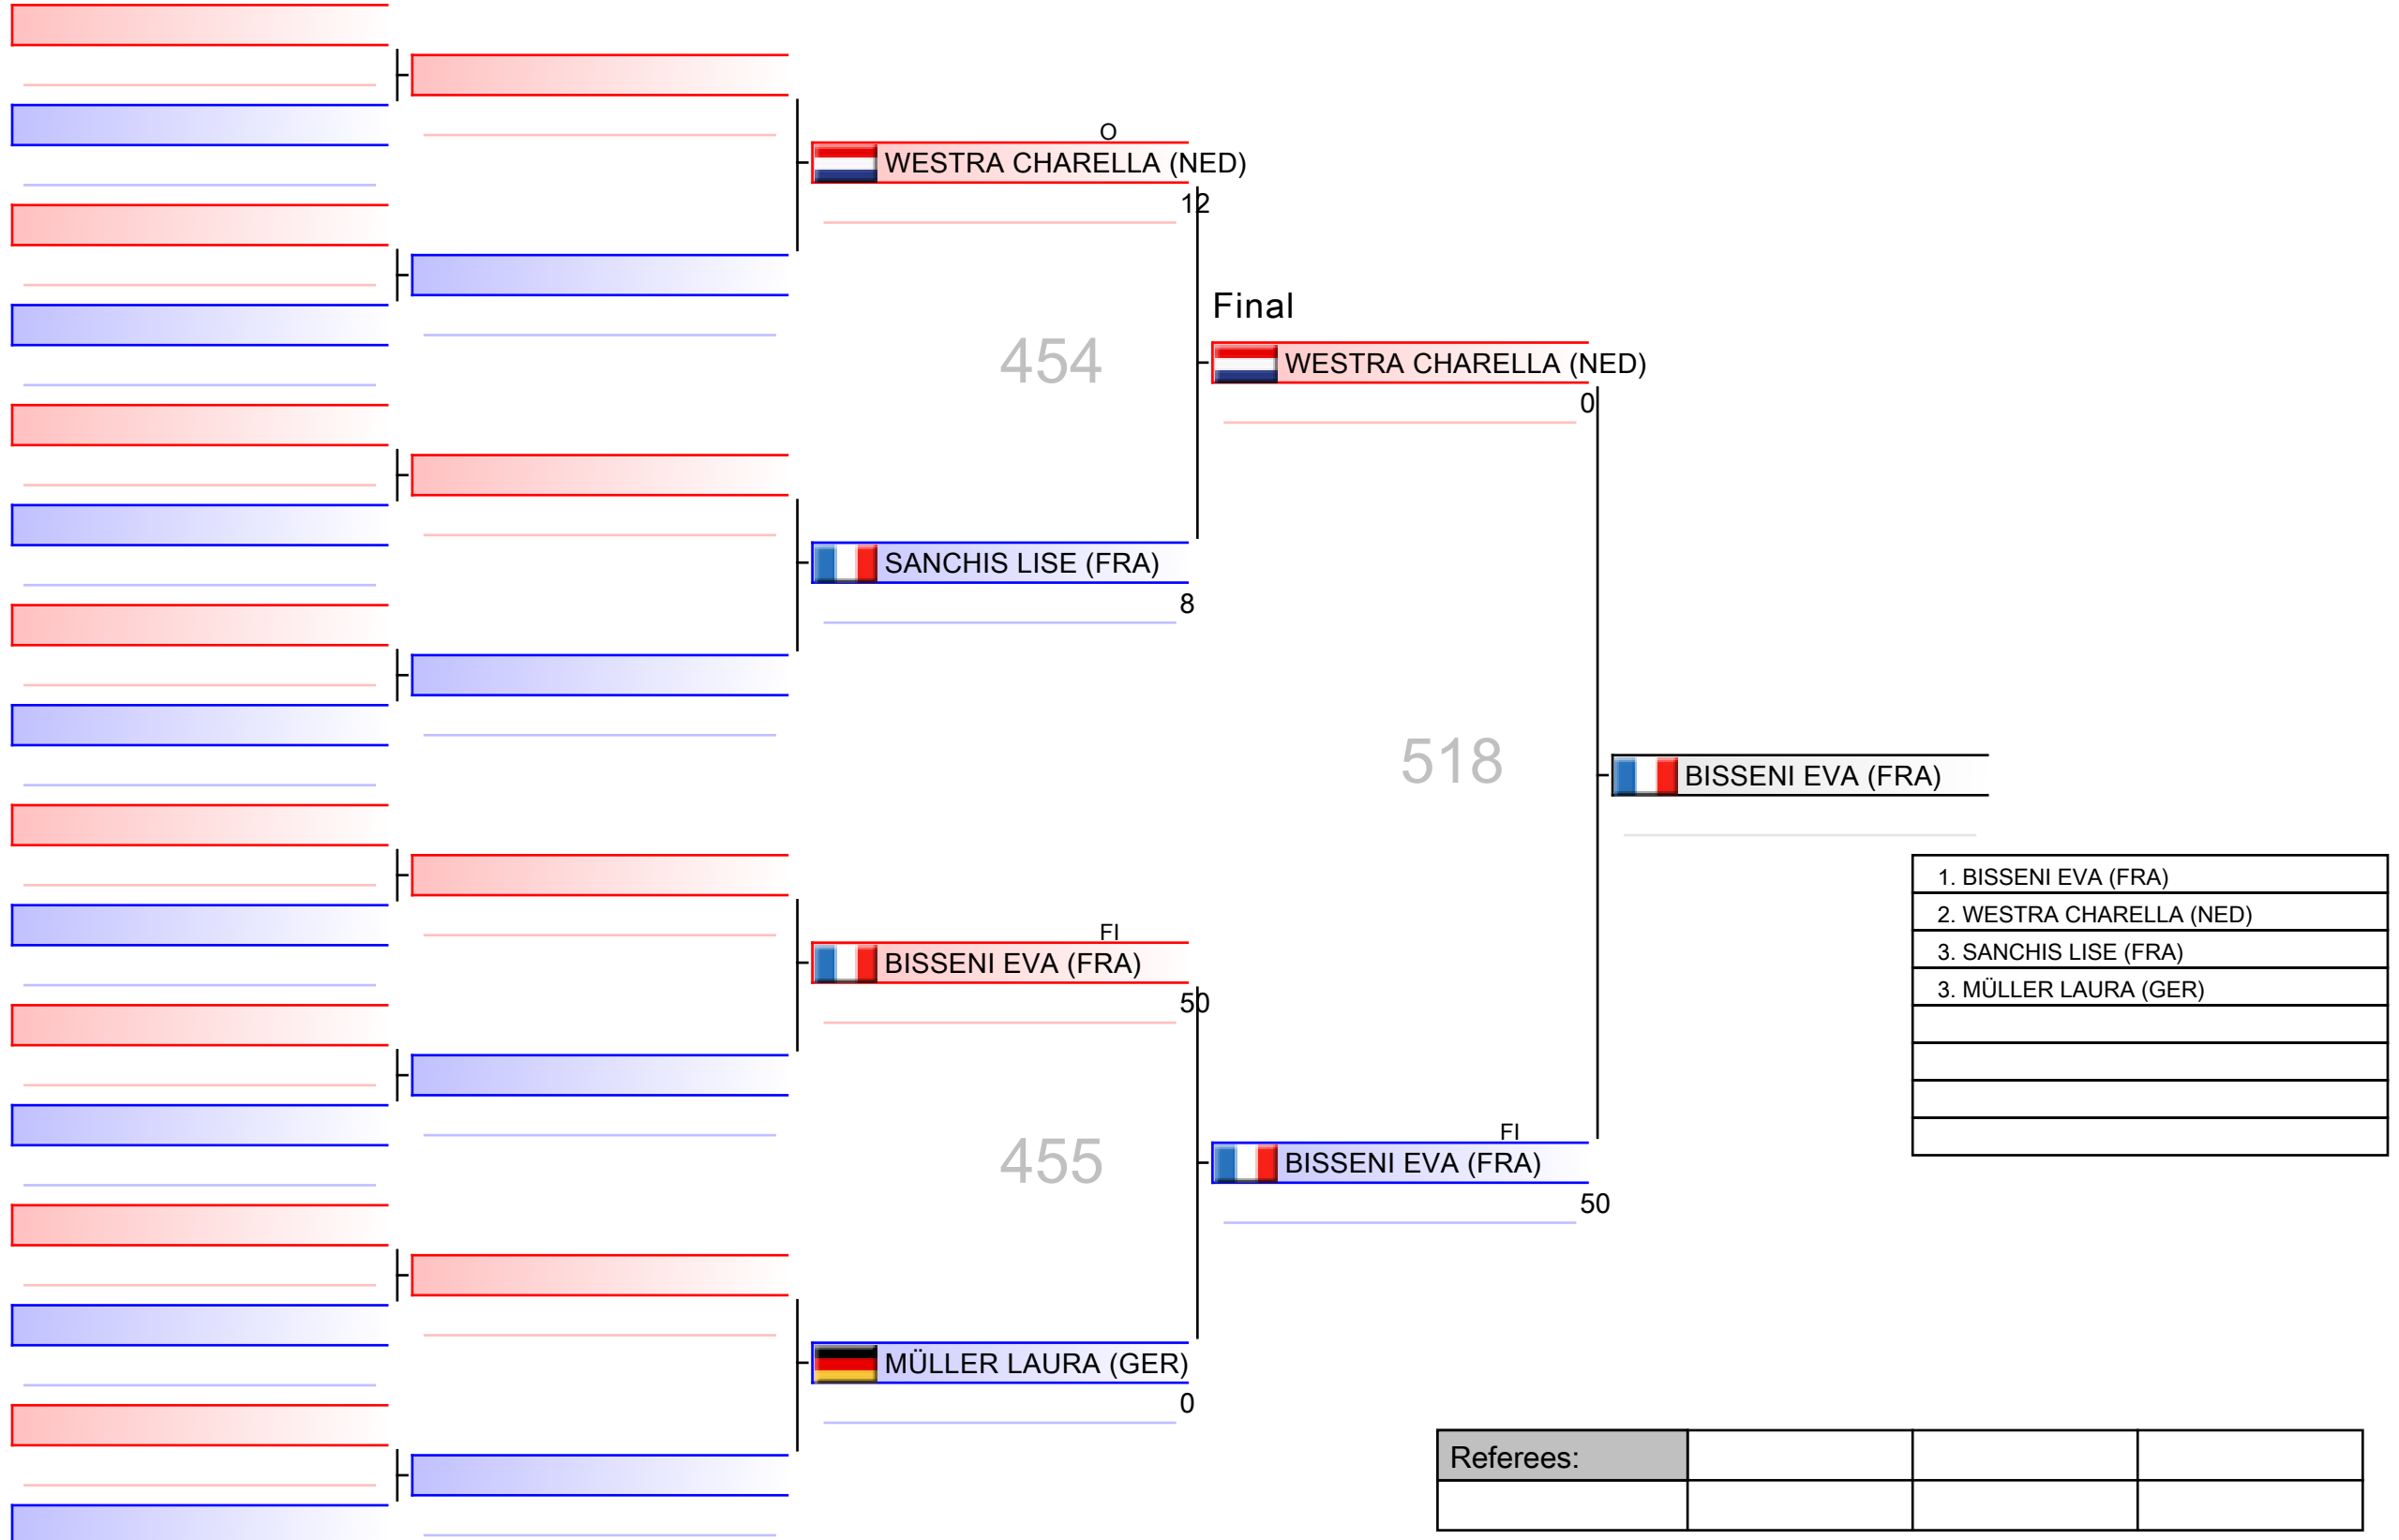 O
WESTRA CHARELLA (NED)
12
Final
454
WESTRA CHARELLA (NED)
0
SANCHIS LISE (FRA)
8
518
BISSENI EVA (FRA)
1. BISSENI EVA (FRA)
2. WESTRA CHARELLA (NED)
3. SANCHIS LISE (FRA)
3. MÜLLER LAURA (GER)
FI
BISSENI EVA (FRA)
50
455
FI
BISSENI EVA (FRA)
50
MÜLLER LAURA (GER)
0
Referees: